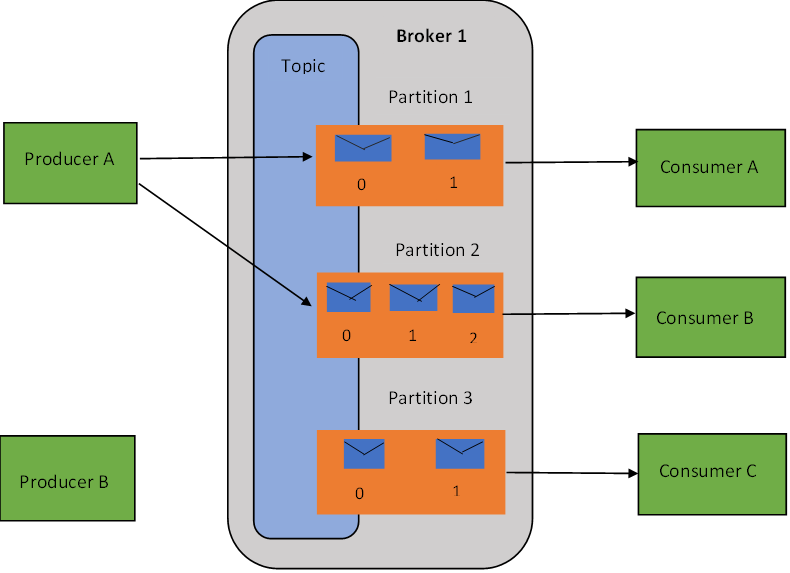 Broker 1
Topic
Partition 1
Producer A
0
1
Consumer A
Partition 2
0
1
2
Consumer B
Partition 3
Producer B
0
1
Consumer C